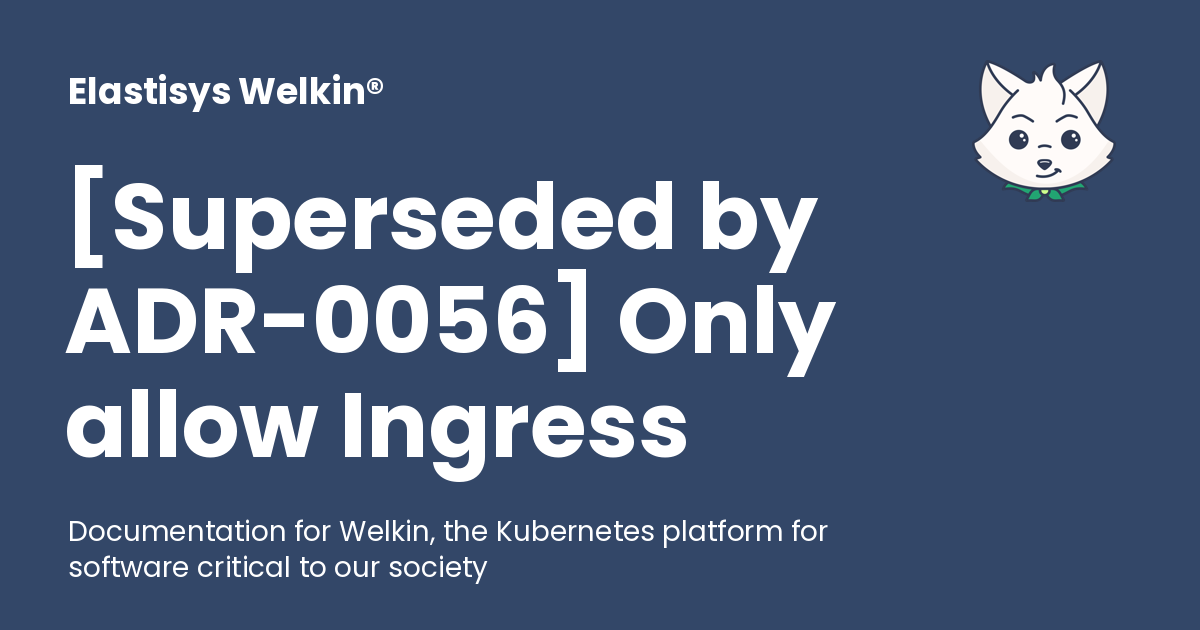 Elastisys Welkin®
[Superseded by
ADR-0056] Only
allow Ingress
Documentation for Welkin, the Kubernetes platform for
software critical to our society